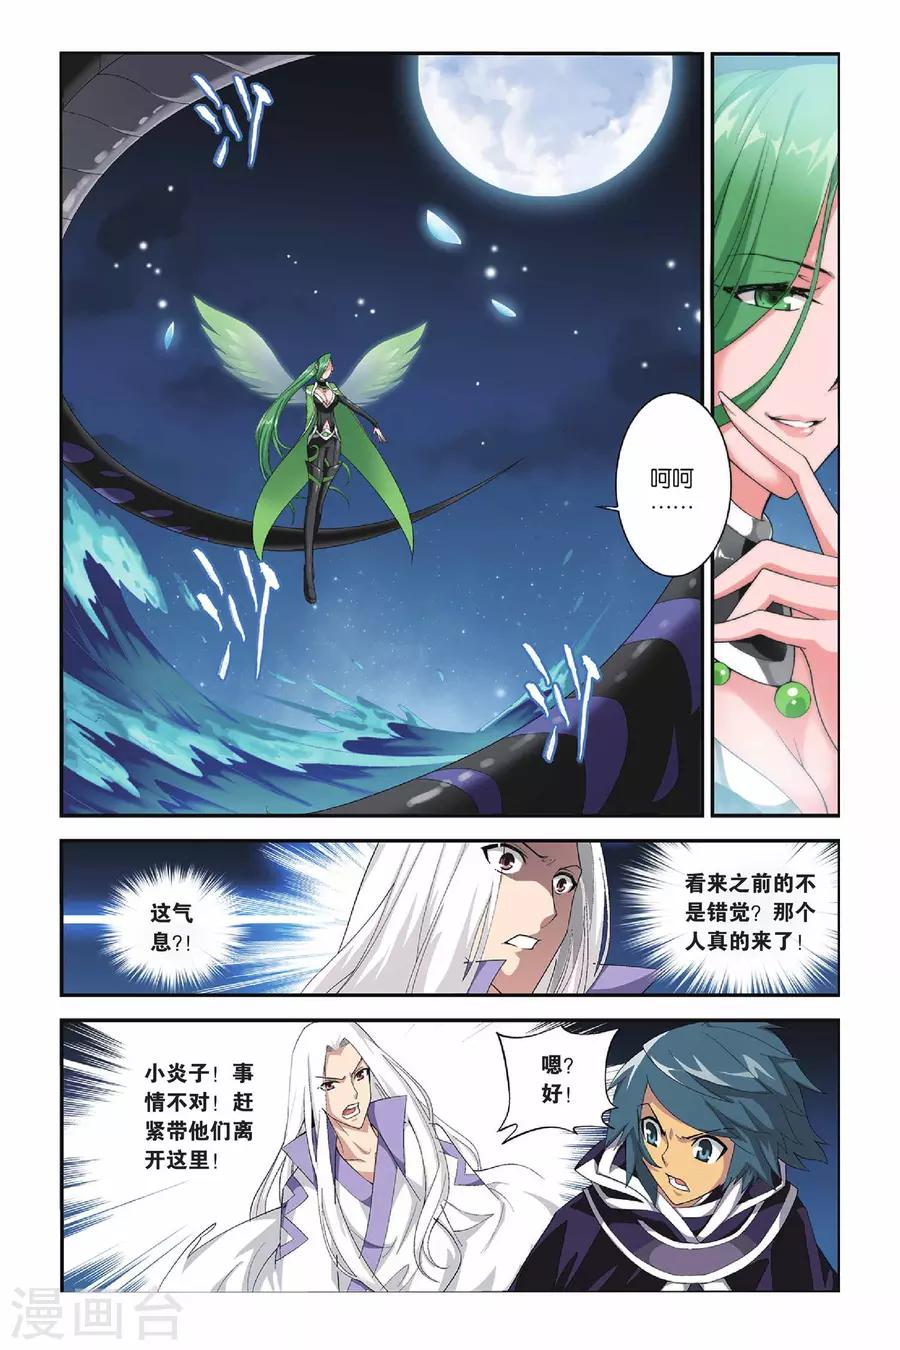 沙
沙
沙
沙
呵呵
……
这气
息?!
看来之前的不
是错觉?那个
人真的来了!
小炎子!事
情不对!赶
紧带他们离
开这里!
嗯?
好!
漫画台